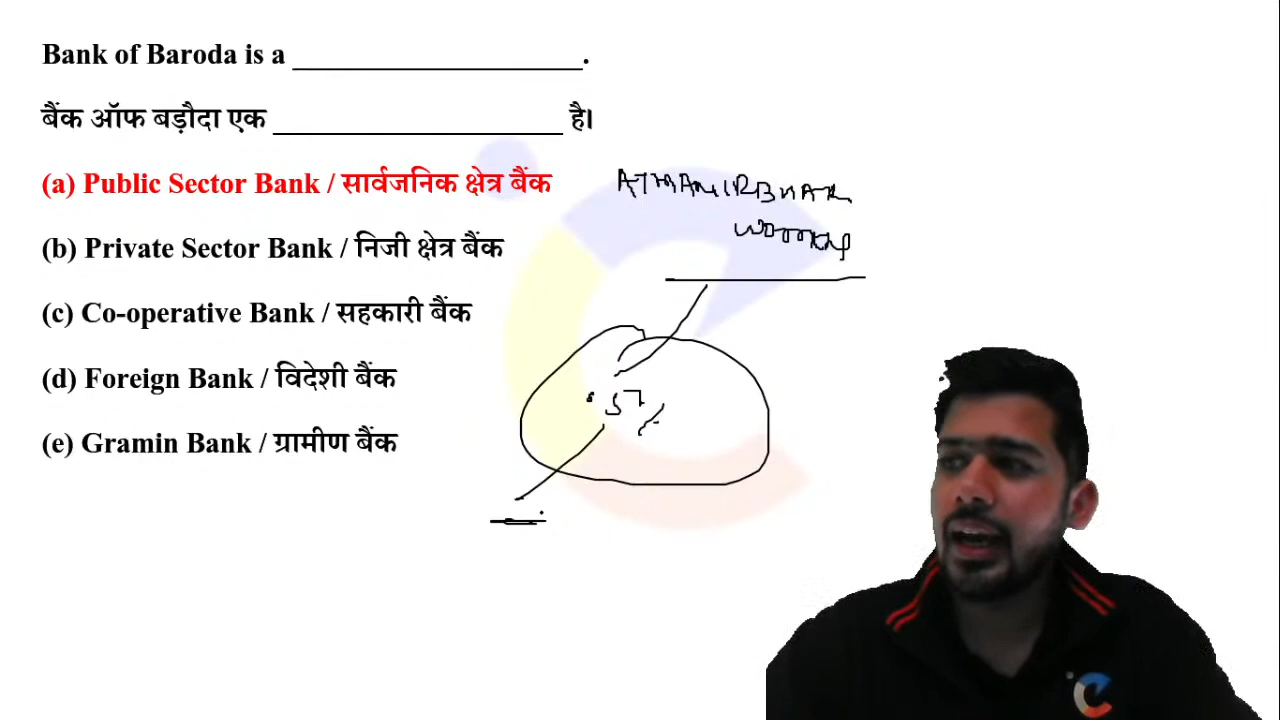 Bank of Baroda is a ____________________.
बैंक ऑफ बड़ौदा एक ____________________ है।
(a) Public Sector Bank / सार्वजनिक क्षेत्र बैंक
(b) Private Sector Bank / निजी क्षेत्र बैंक
(c) Co-operative Bank / सहकारी बैंक
(d) Foreign Bank / विदेशी बैंक
(e) Gramin Bank / ग्रामीण बैंक